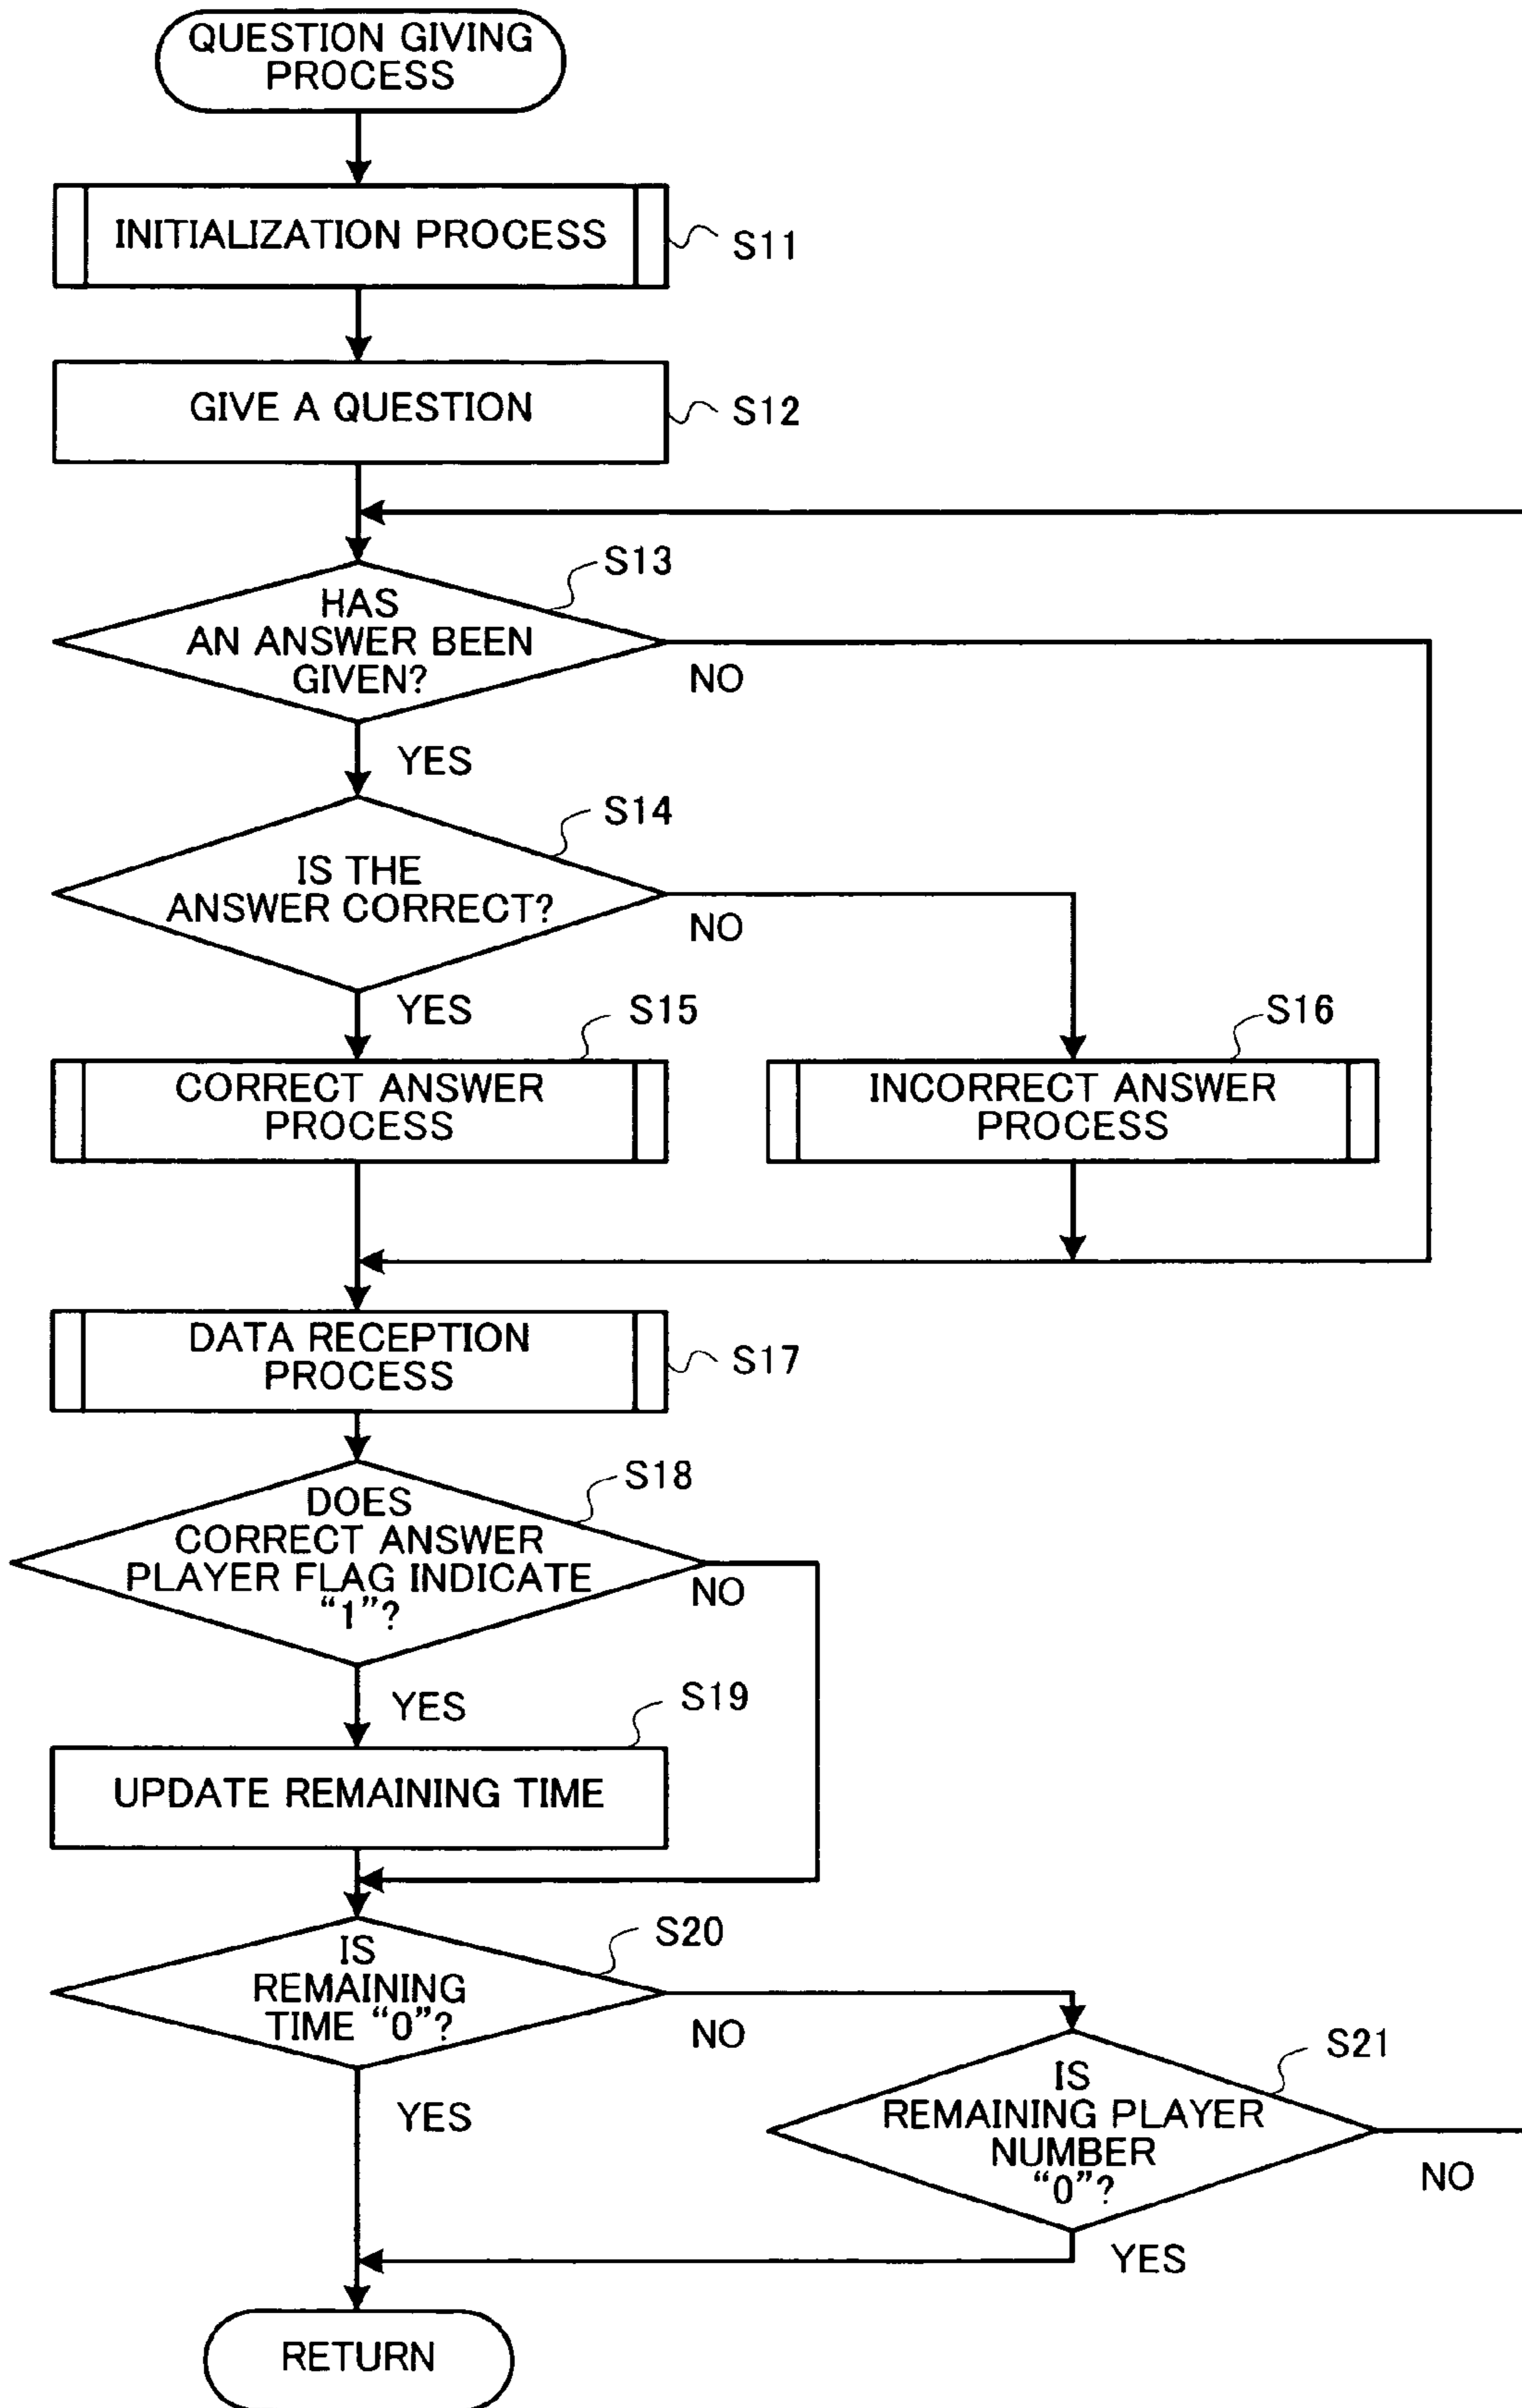 QUESTION GIVING
PROCESS
INITIALIZATION PROCESS
S11
GIVE A QUESTION
S12
S13
HAS
AN ANSWER BEEN
GIVEN?
NO
YES
S14
IS THE
ANSWER CORRECT?
NO
YES
S15
CORRECT ANSWER
PROCESS
S16
INCORRECT ANSWER
PROCESS
DATA RECEPTION
PROCESS
S17
S18
DOES
CORRECT ANSWER
PLAYER FLAG INDICATE
“1”?
NO
YES
S19
UPDATE REMAINING TIME
S20
IS
REMAINING
TIME “0”?
NO
YES
S21
IS
REMAINING PLAYER
NUMBER
“0”?
NO
YES
RETURN